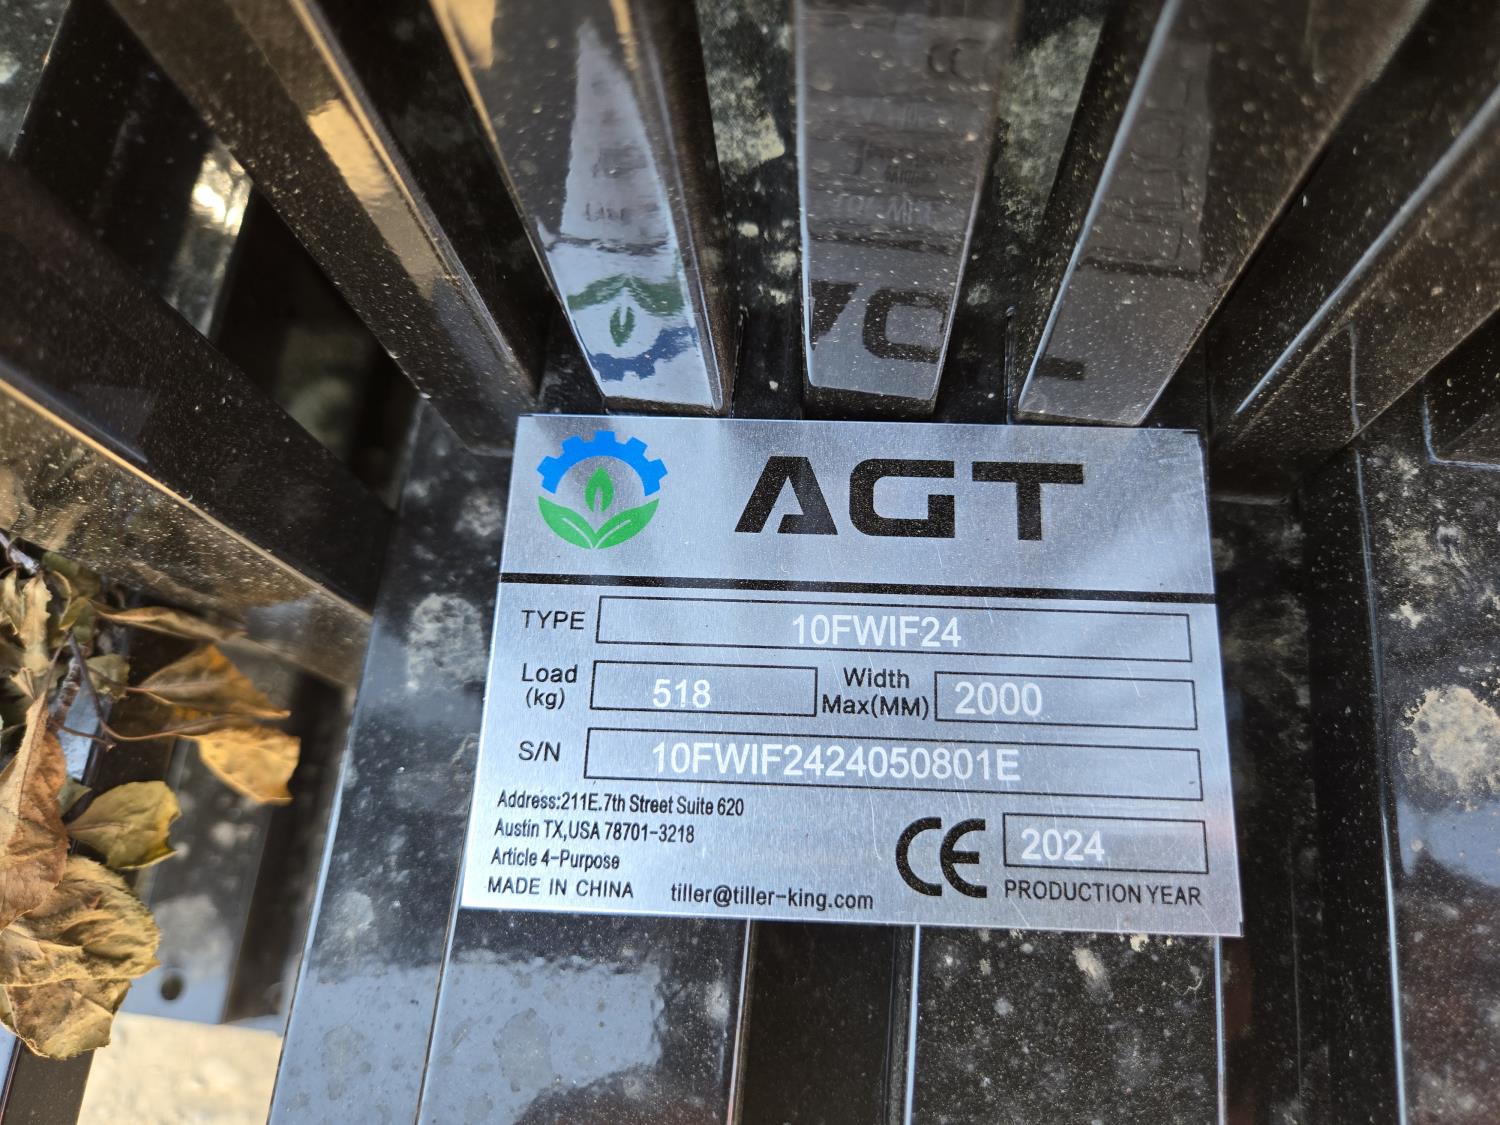 AGT
TYPE 10FWIF24
Load (kg) 518 Width Max(MM) 2000
S/N 10FWIF2424050801E
Address:211E.7th Street Suite 620
Austin TX,USA 78701-3218
Article 4-Purpose
MADE IN CHINA tiller@tiller-king.com
CE 2024
PRODUCTION YEAR